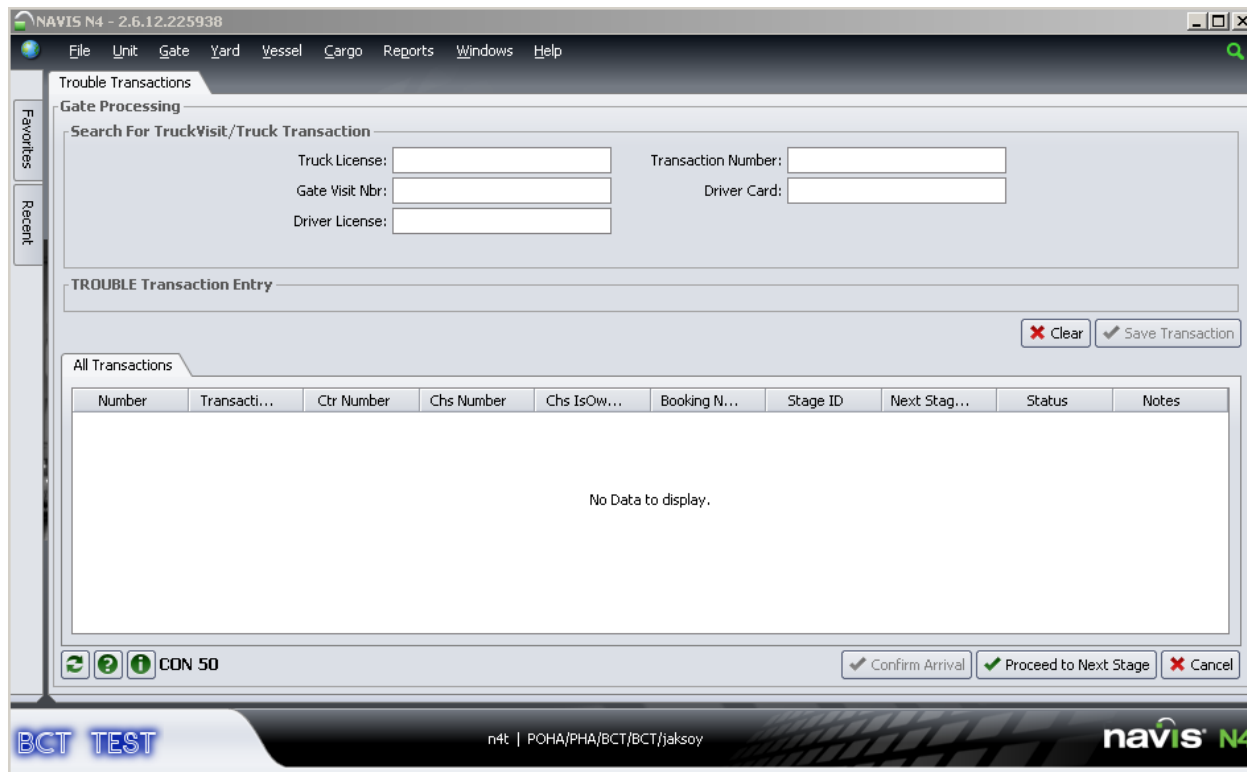 NAVIS N4 - 2.6.12.225938
File Unit Gate Yard Vessel Cargo Reports Windows Help
Trouble Transactions
Favorites
Recent
Gate Processing
Search For TruckVisit/Truck Transaction
Truck License: Transaction Number:
Gate Visit Nbr: Driver Card:
Driver License:
TROUBLE Transaction Entry
Clear Save Transaction
All Transactions
Number Transacti... Ctr Number Chs Number Chs IsOw... Booking N... Stage ID Next Stag... Status Notes
No Data to display.
CON 50 Confirm Arrival Proceed to Next Stage Cancel
BCT TEST n4t | POHA/PHA/BCT/BCT/jaksoy navis N4